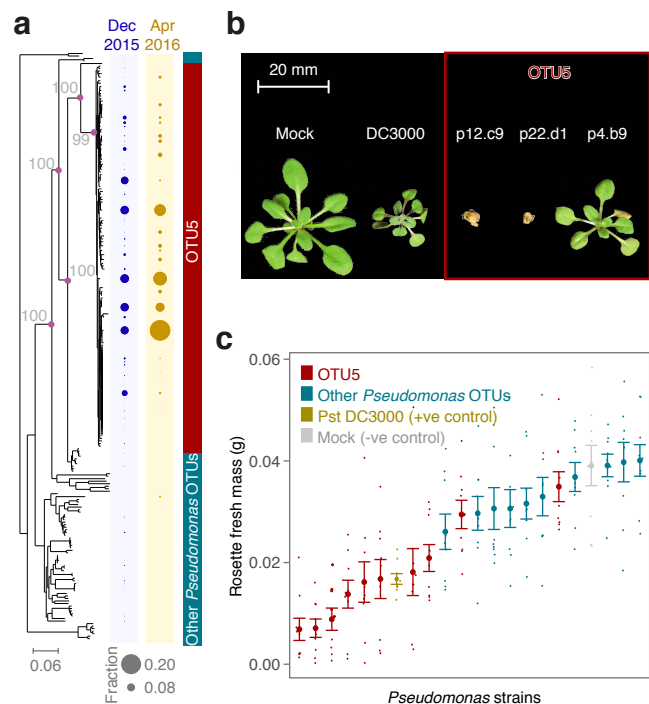 a
Dec
2015
Apr
2016
100
99
100
100
100
OTU5
Other Pseudomonas OTUs
0.06
Fraction
0.20
0.08
b
20 mm
OTU5
Mock
DC3000
p12.c9
p22.d1
p4.b9
c
OTU5
Other Pseudomonas OTUs
Pst DC3000 (+ve control)
Mock (-ve control)
Rosette fresh mass (g)
0.06
0.04
0.02
0.00
Pseudomonas strains